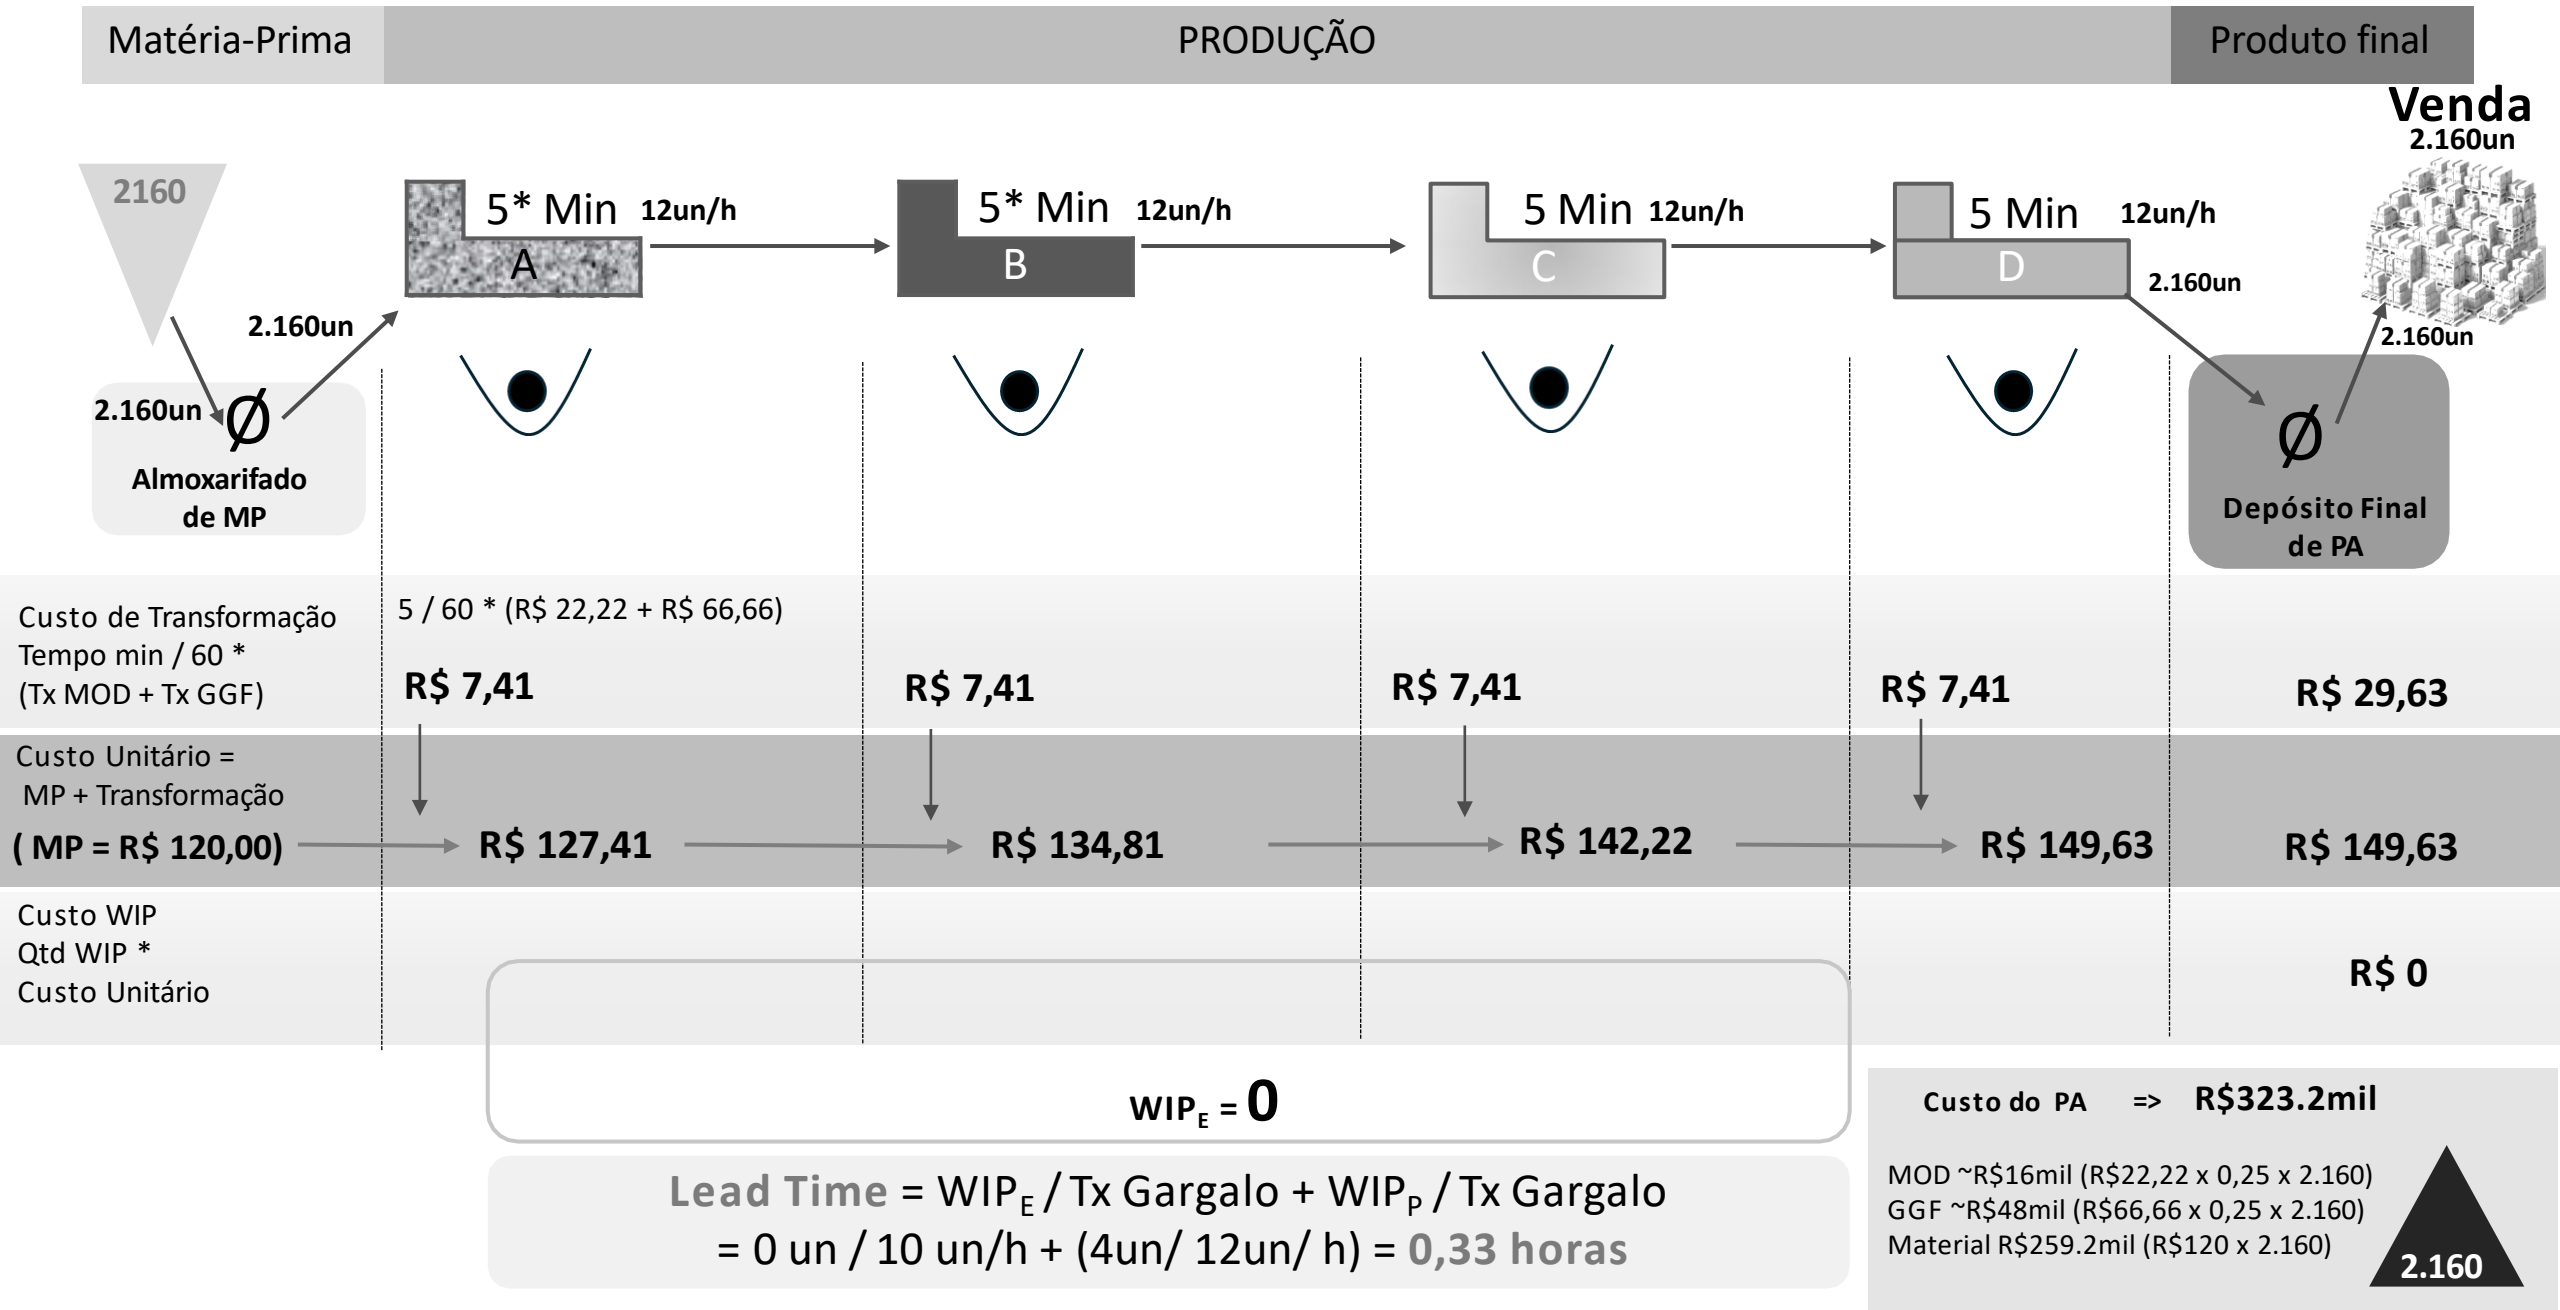 Matéria-Prima
PRODUÇÃO
Produto final
Venda
2.160un
2160
5* Min 12un/h
A
5* Min 12un/h
B
5 Min 12un/h
C
5 Min 12un/h
D
2.160un
2.160un
2.160un
2.160un
Ø
Almoxarifado
de MP
Ø
Depósito Final
de PA
Custo de Transformação
Tempo min / 60 *
(Tx MOD + Tx GGF)
5 / 60 * (R$ 22,22 + R$ 66,66)
R$ 7,41
R$ 7,41
R$ 7,41
R$ 7,41
R$ 29,63
Custo Unitário =
MP + Transformação
( MP = R$ 120,00)
R$ 127,41
R$ 134,81
R$ 142,22
R$ 149,63
R$ 149,63
Custo WIP
Qtd WIP *
Custo Unitário
R$ 0
WIPE = 0
Lead Time = WIPE / Tx Gargalo + WIPP / Tx Gargalo
= 0 un / 10 un/h + (4un/ 12un/ h) = 0,33 horas
Custo do PA => R$323.2mil
MOD ~R$16mil (R$22,22 x 0,25 x 2.160)
GGF ~R$48mil (R$66,66 x 0,25 x 2.160)
Material R$259.2mil (R$120 x 2.160)
2.160